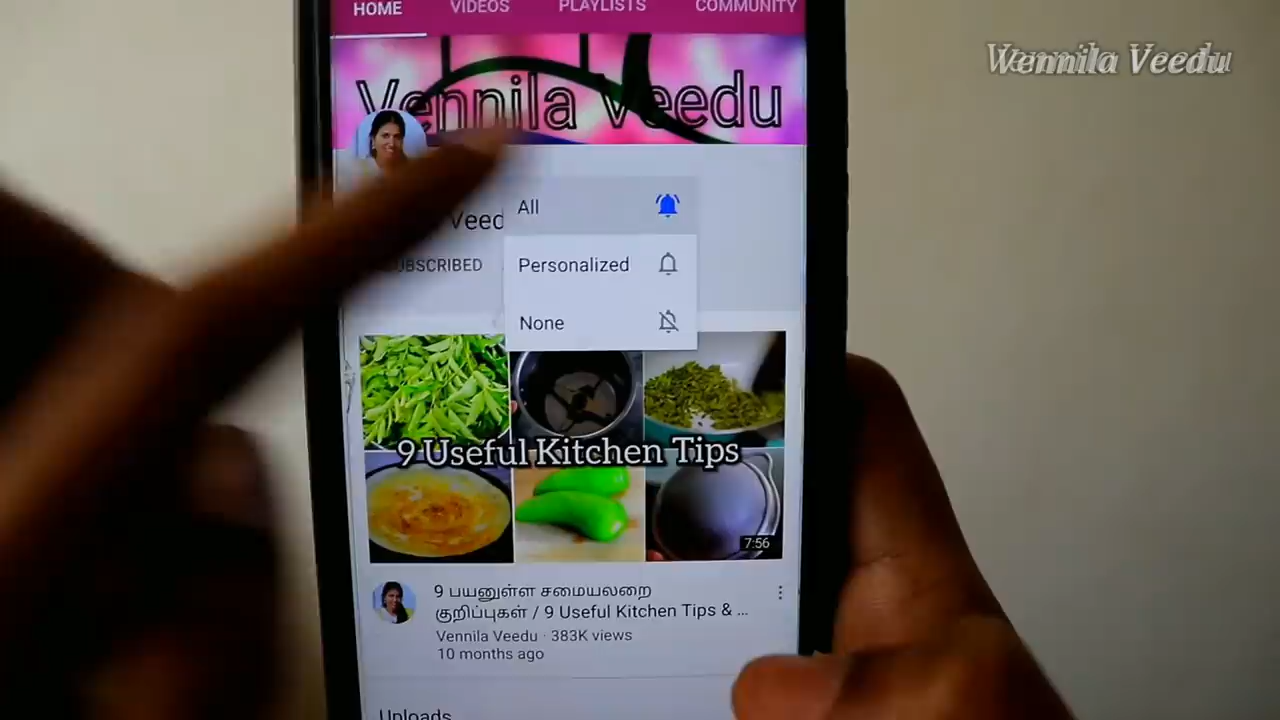 HOME VIDEOS PLAYLISTS COMMUNITY
Vennila Veedu
Vennila Veedu
All
Personalized
None
9 Useful Kitchen Tips
7:56
9 பயனுள்ள சமையலறை
குறிப்புகள் / 9 Useful Kitchen Tips & ...
Vennila Veedu · 383K views
10 months ago
Uploads